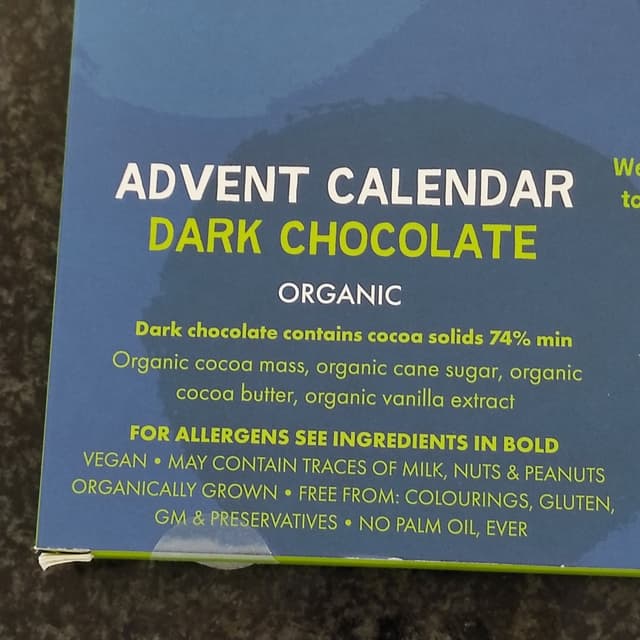 ADVENT CALENDAR
DARK CHOCOLATE
ORGANIC
Dark chocolate contains cocoa solids 74% min
Organic cocoa mass, organic cane sugar, organic
cocoa butter, organic vanilla extract
FOR ALLERGENS SEE INGREDIENTS IN BOLD
VEGAN • MAY CONTAIN TRACES OF MILK, NUTS & PEANUTS
ORGANICALLY GROWN • FREE FROM: COLOURINGS, GLUTEN,
GM & PRESERVATIVES • NO PALM OIL, EVER
We
to